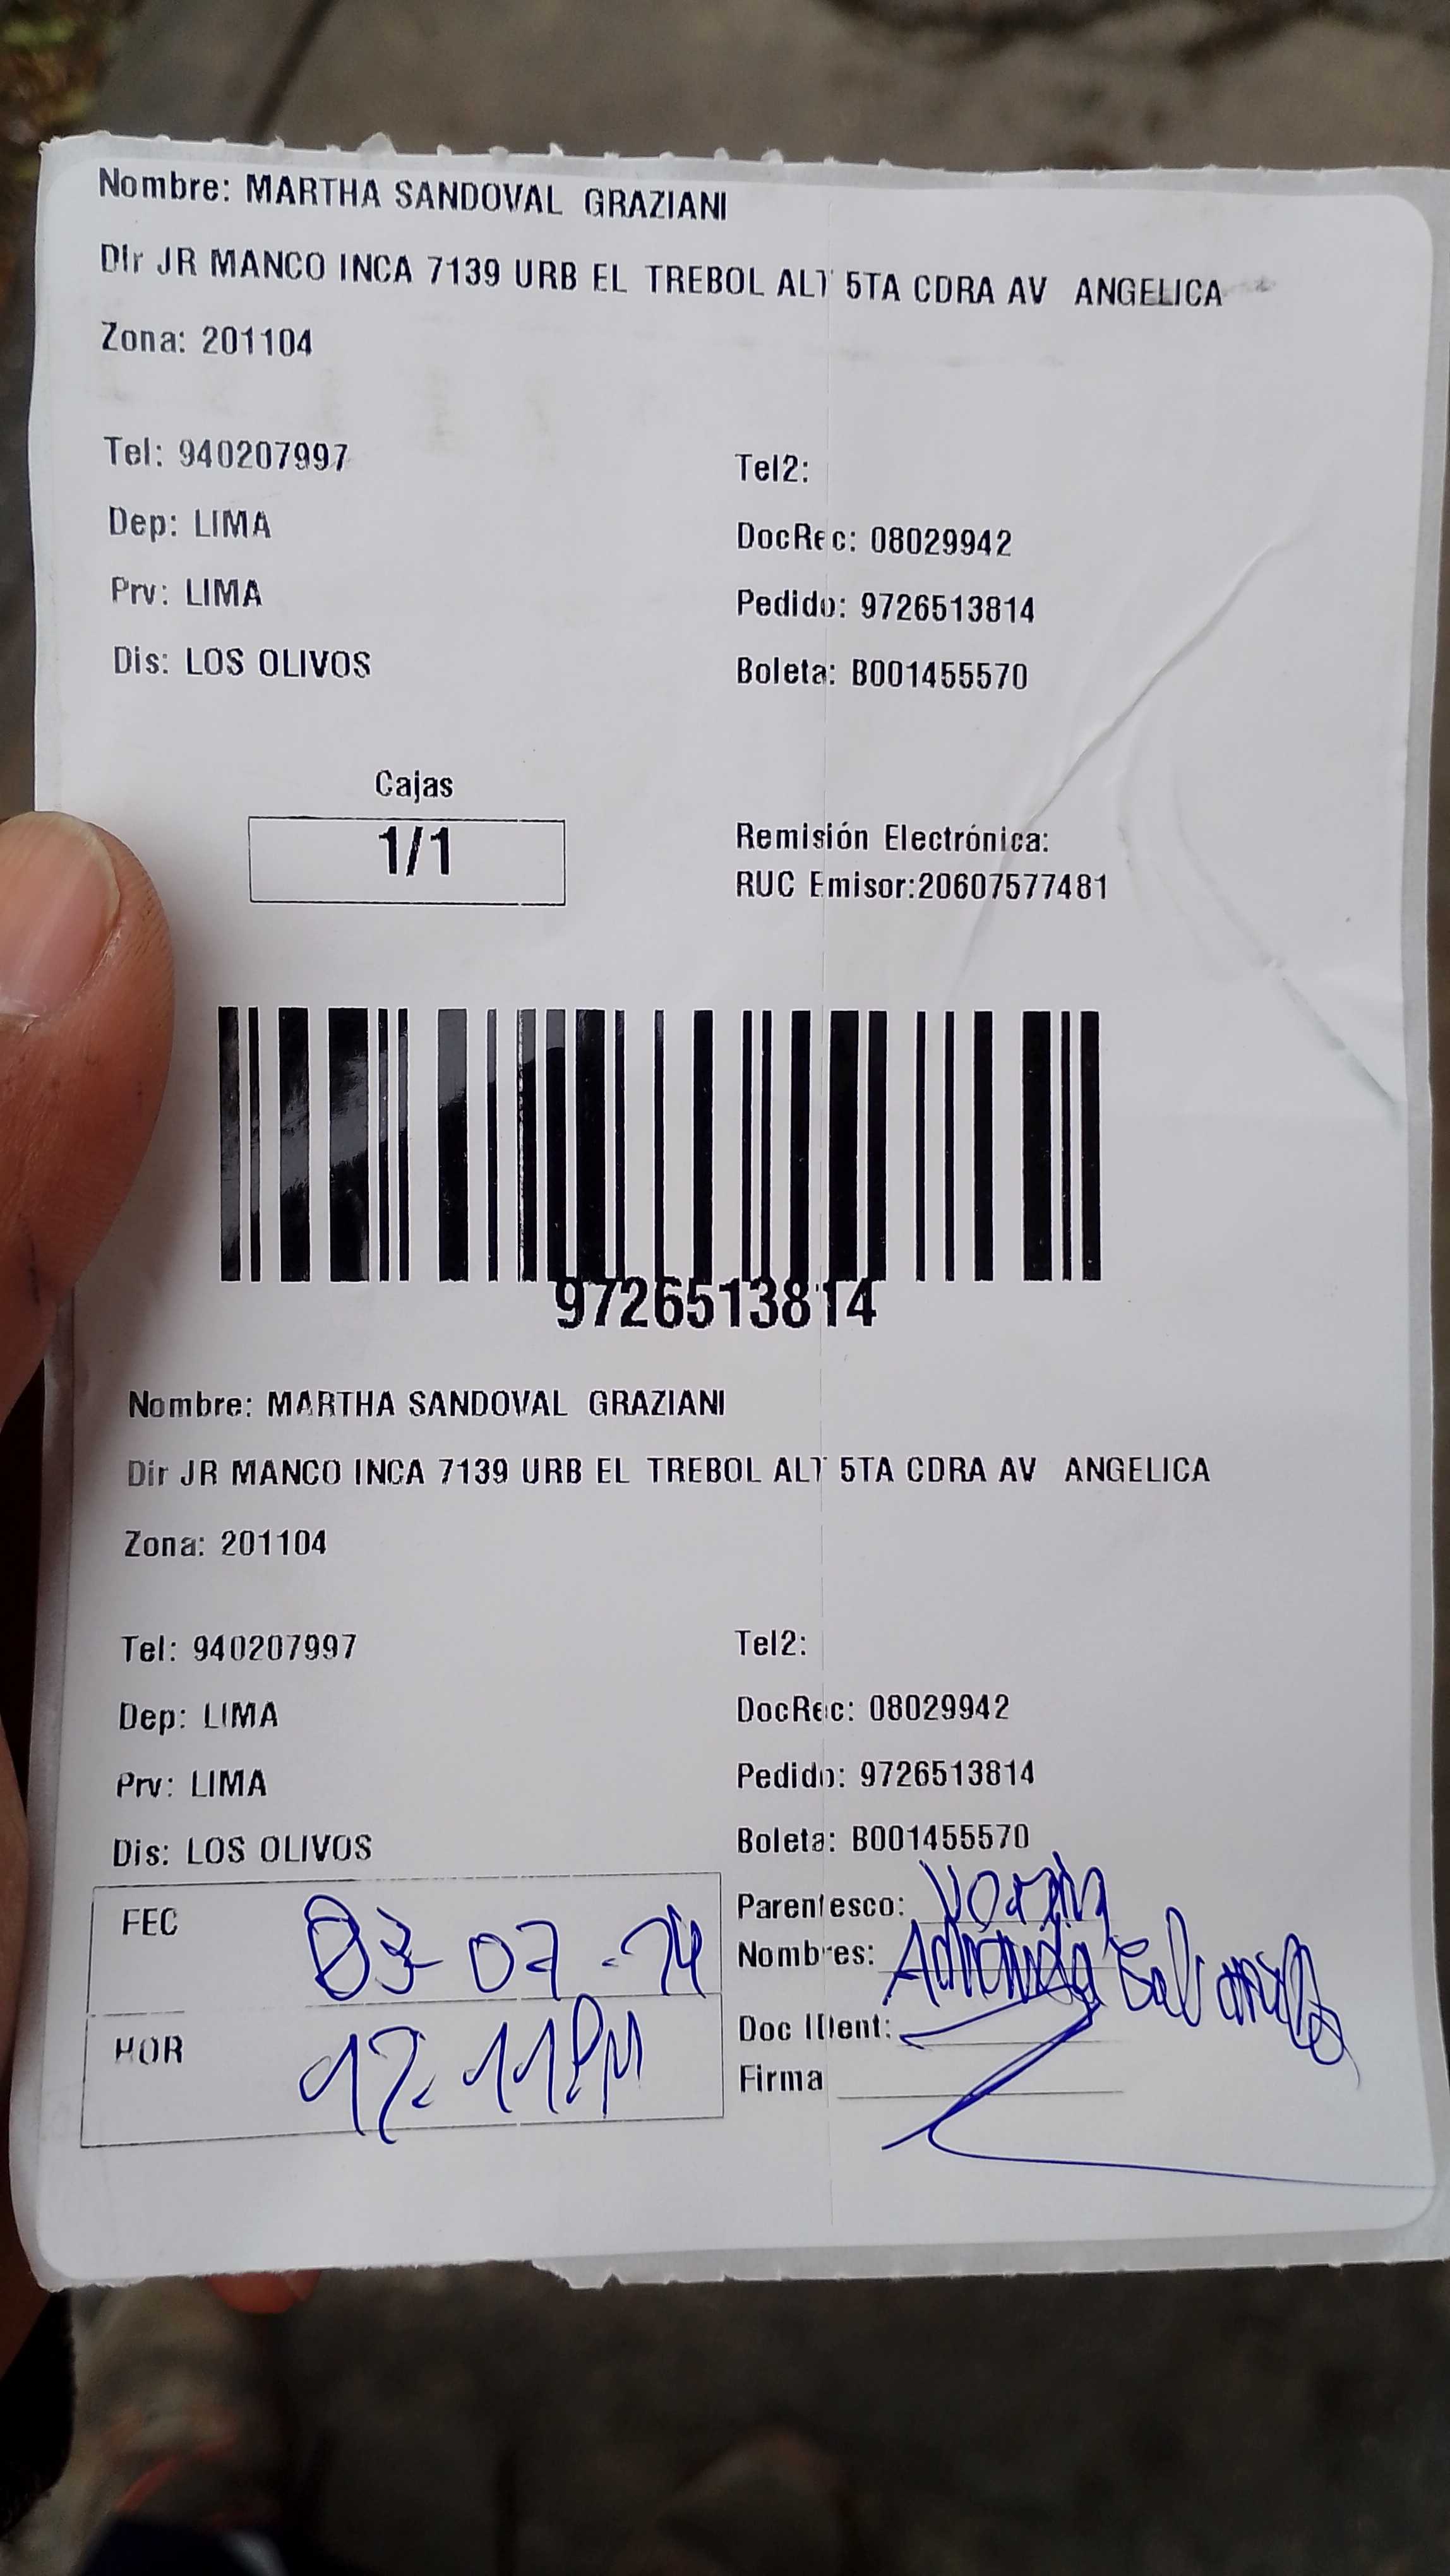 Nombre: MARTHA SANDOVAL GRAZIANI
Dir JR MANCO INCA 7139 URB EL TREBOL ALT 5TA CDRA AV ANGELICA
Zona: 201104
Tel: 940207997
Tel2:
Dep: LIMA
DocRec: 08029942
Prv: LIMA
Pedido: 9726513814
Dis: LOS OLIVOS
Boleta: B001455570
Cajas
1/1
Remisión Electrónica:
RUC Emisor:20607577481
9726513814
Nombre: MARTHA SANDOVAL GRAZIANI
Dir JR MANCO INCA 7139 URB EL TREBOL ALT 5TA CDRA AV ANGELICA
Zona: 201104
Tel: 940207997
Tel2:
Dep: LIMA
DocRec: 08029942
Prv: LIMA
Pedido: 9726513814
Dis: LOS OLIVOS
Boleta: B001455570
FEC 03-07-24
Parentesco:
Nombres:
HOR 12:11PM
Doc Ident:
Firma